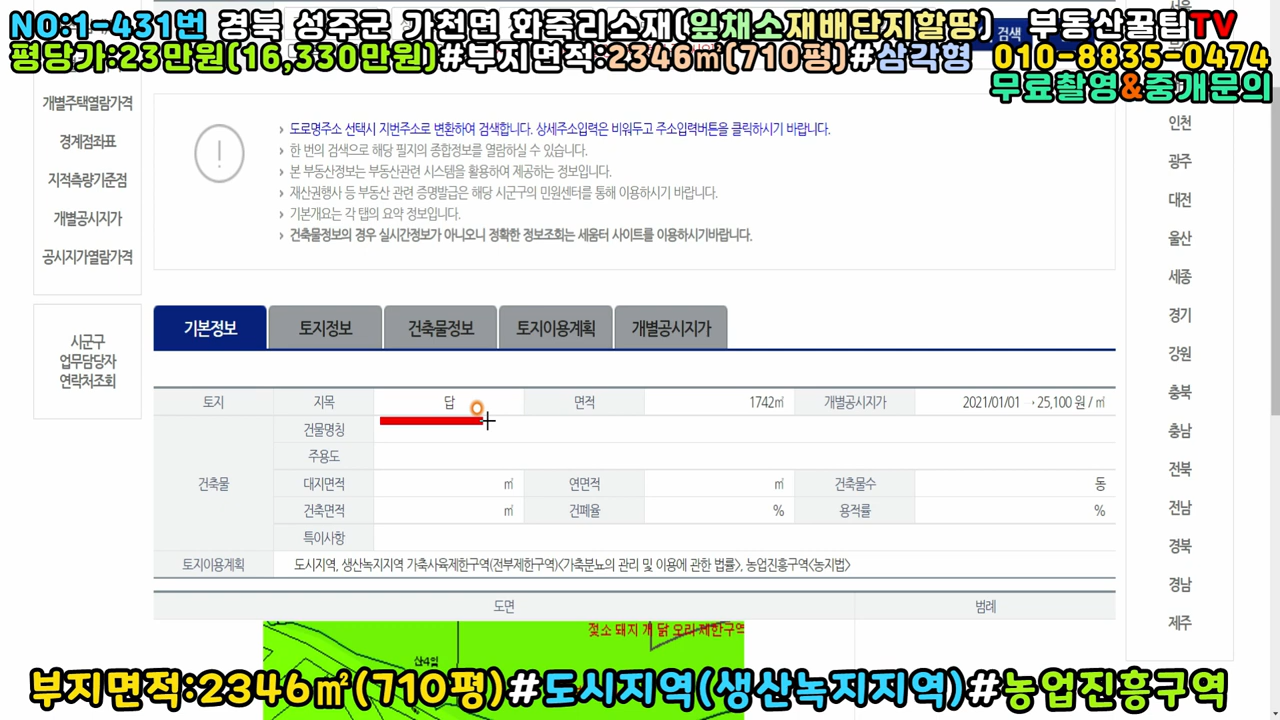 NO:1-431번 경북 성주군 가천면 화죽리소재(잎채소재배단지할땅) 부동산꿀팁TV
평당가:23만원(16,330만원)#부지면적:2346㎡(710평)#삼각형 010-8835-0474
무료촬영&중개문의
검색
개별주택열람가격
경계점좌표
지적측량기준점
개별공시지가
공시지가열람가격
시군구
업무담당자
연락처조회
› 도로명주소 선택시 지번주소로 변환하여 검색합니다. 상세주소입력은 비워두고 주소입력버튼을 클릭하시기 바랍니다.
› 한 번의 검색으로 해당 필지의 종합정보를 열람하실 수 있습니다.
› 본 부동산정보는 부동산관련 시스템을 활용하여 제공하는 정보입니다.
› 재산권행사 등 부동산 관련 증명발급은 해당 시군구의 민원센터를 통해 이용하시기 바랍니다.
› 기본개요는 각 탭의 요약 정보입니다.
› 건축물정보의 경우 실시간정보가 아니오니 정확한 정보조회는 세움터 사이트를 이용하시기바랍니다.
기본정보 토지정보 건축물정보 토지이용계획 개별공시지가
토지 지목 답 면적 1742㎡ 개별공시지가 2021/01/01 → 25,100 원 / ㎡
건물명칭
주용도
건축물 대지면적 ㎡ 연면적 ㎡ 건축물수 동
건축면적 ㎡ 건폐율 % 용적률 %
특이사항
토지이용계획 도시지역, 생산녹지지역 가축사육제한구역(전부제한구역)<가축분뇨의 관리 및 이용에 관한 법률>, 농업진흥구역<농지법>
도면 범례
젖소 돼지 개 닭 오리 제한구역
산4임
인천
광주
대전
울산
세종
경기
강원
충북
충남
전북
전남
경북
경남
제주
부지면적:2346㎡(710평)#도시지역(생산녹지지역)#농업진흥구역